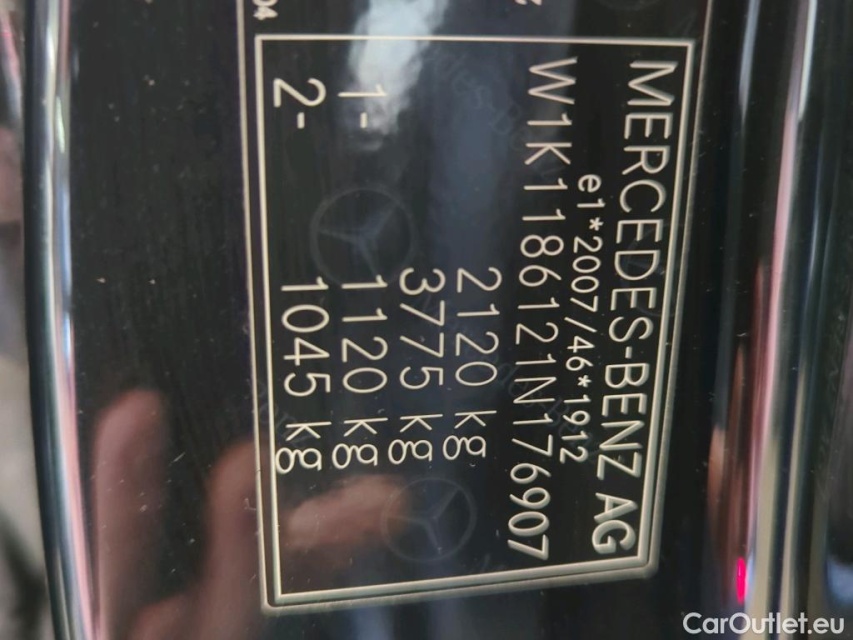 MERCEDES-BENZ AG
e1*2007/46*1912
W1K1186121N176907
2120 kg
3775 kg
1- 1120 kg
2- 1045 kg
CarOutlet.eu